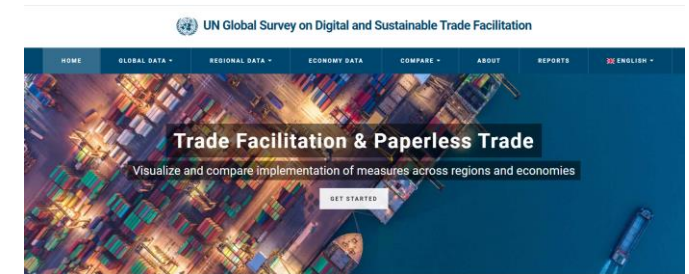 UN Global Survey on Digital and Sustainable Trade Facilitation
HOME GLOBAL DATA REGIONAL DATA ECONOMY DATA COMPARE ABOUT REPORTS ENGLISH
Trade Facilitation & Paperless Trade
Visualize and compare implementation of measures across regions and economies
GET STARTED